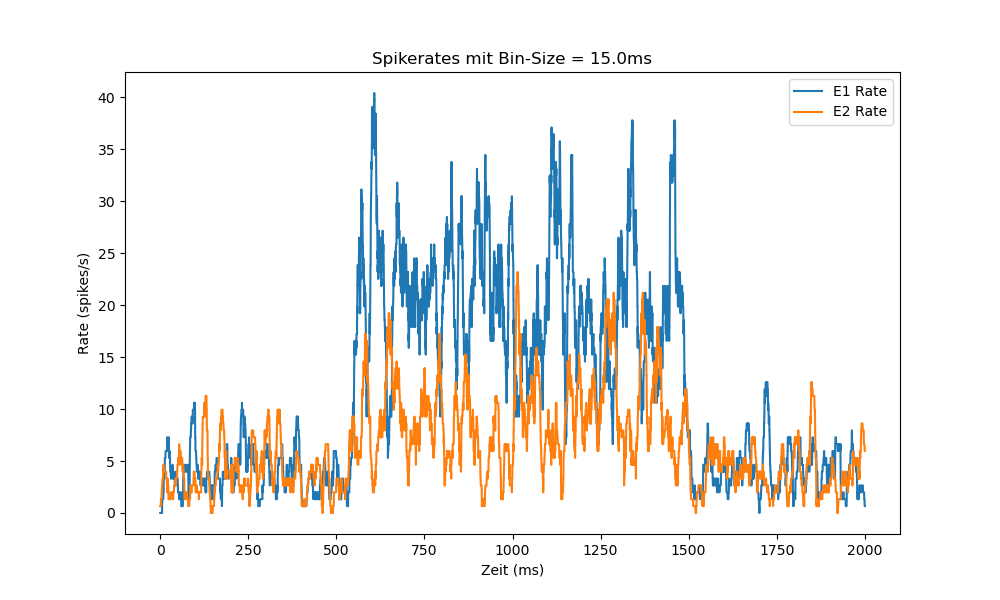 Spikerates mit Bin-Size = 15.0ms
E1 Rate
E2 Rate
Rate (spikes/s)
40
35
30
25
20
15
10
5
0
0 250 500 750 1000 1250 1500 1750 2000
Zeit (ms)